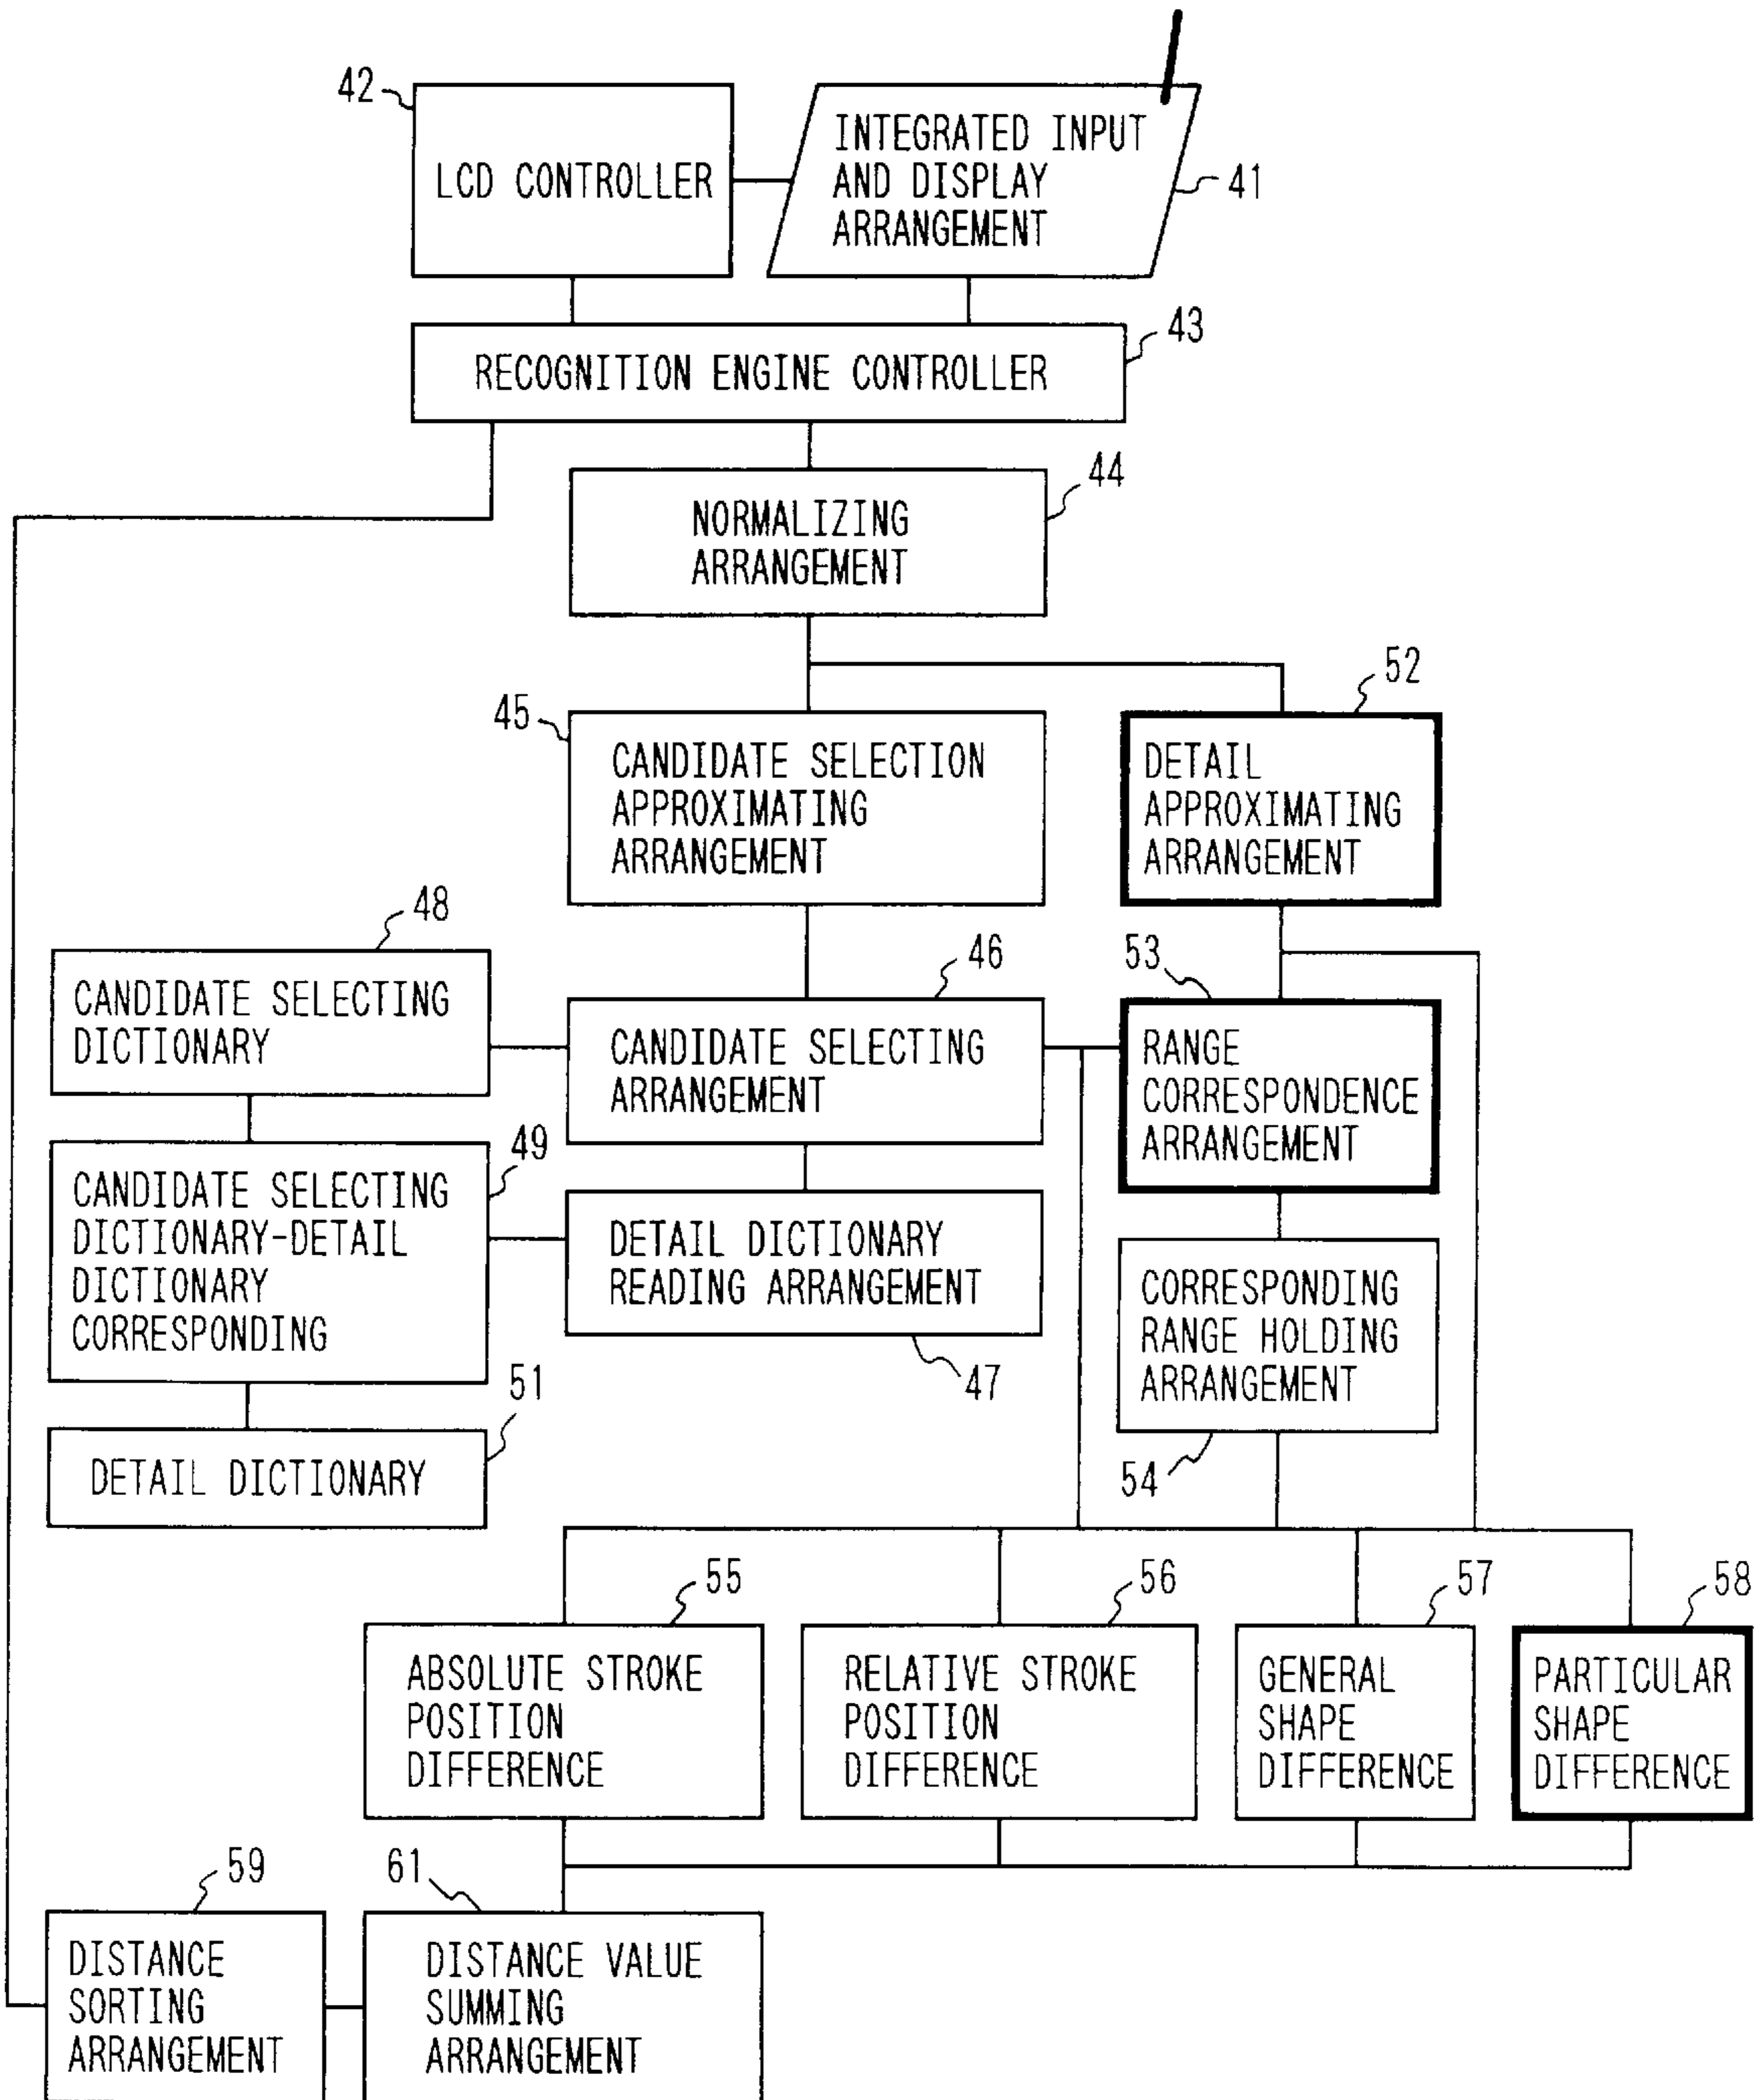 42
LCD CONTROLLER
INTEGRATED INPUT
AND DISPLAY
ARRANGEMENT
41
43
RECOGNITION ENGINE CONTROLLER
44
NORMALIZING
ARRANGEMENT
45
CANDIDATE SELECTION
APPROXIMATING
ARRANGEMENT
52
DETAIL
APPROXIMATING
ARRANGEMENT
48
CANDIDATE SELECTING
DICTIONARY
46
CANDIDATE SELECTING
ARRANGEMENT
53
RANGE
CORRESPONDENCE
ARRANGEMENT
49
CANDIDATE SELECTING
DICTIONARY-DETAIL
DICTIONARY
CORRESPONDING
DETAIL DICTIONARY
READING ARRANGEMENT
47
CORRESPONDING
RANGE HOLDING
ARRANGEMENT
54
51
DETAIL DICTIONARY
55
ABSOLUTE STROKE
POSITION
DIFFERENCE
56
RELATIVE STROKE
POSITION
DIFFERENCE
57
GENERAL
SHAPE
DIFFERENCE
58
PARTICULAR
SHAPE
DIFFERENCE
59
DISTANCE
SORTING
ARRANGEMENT
61
DISTANCE VALUE
SUMMING
ARRANGEMENT